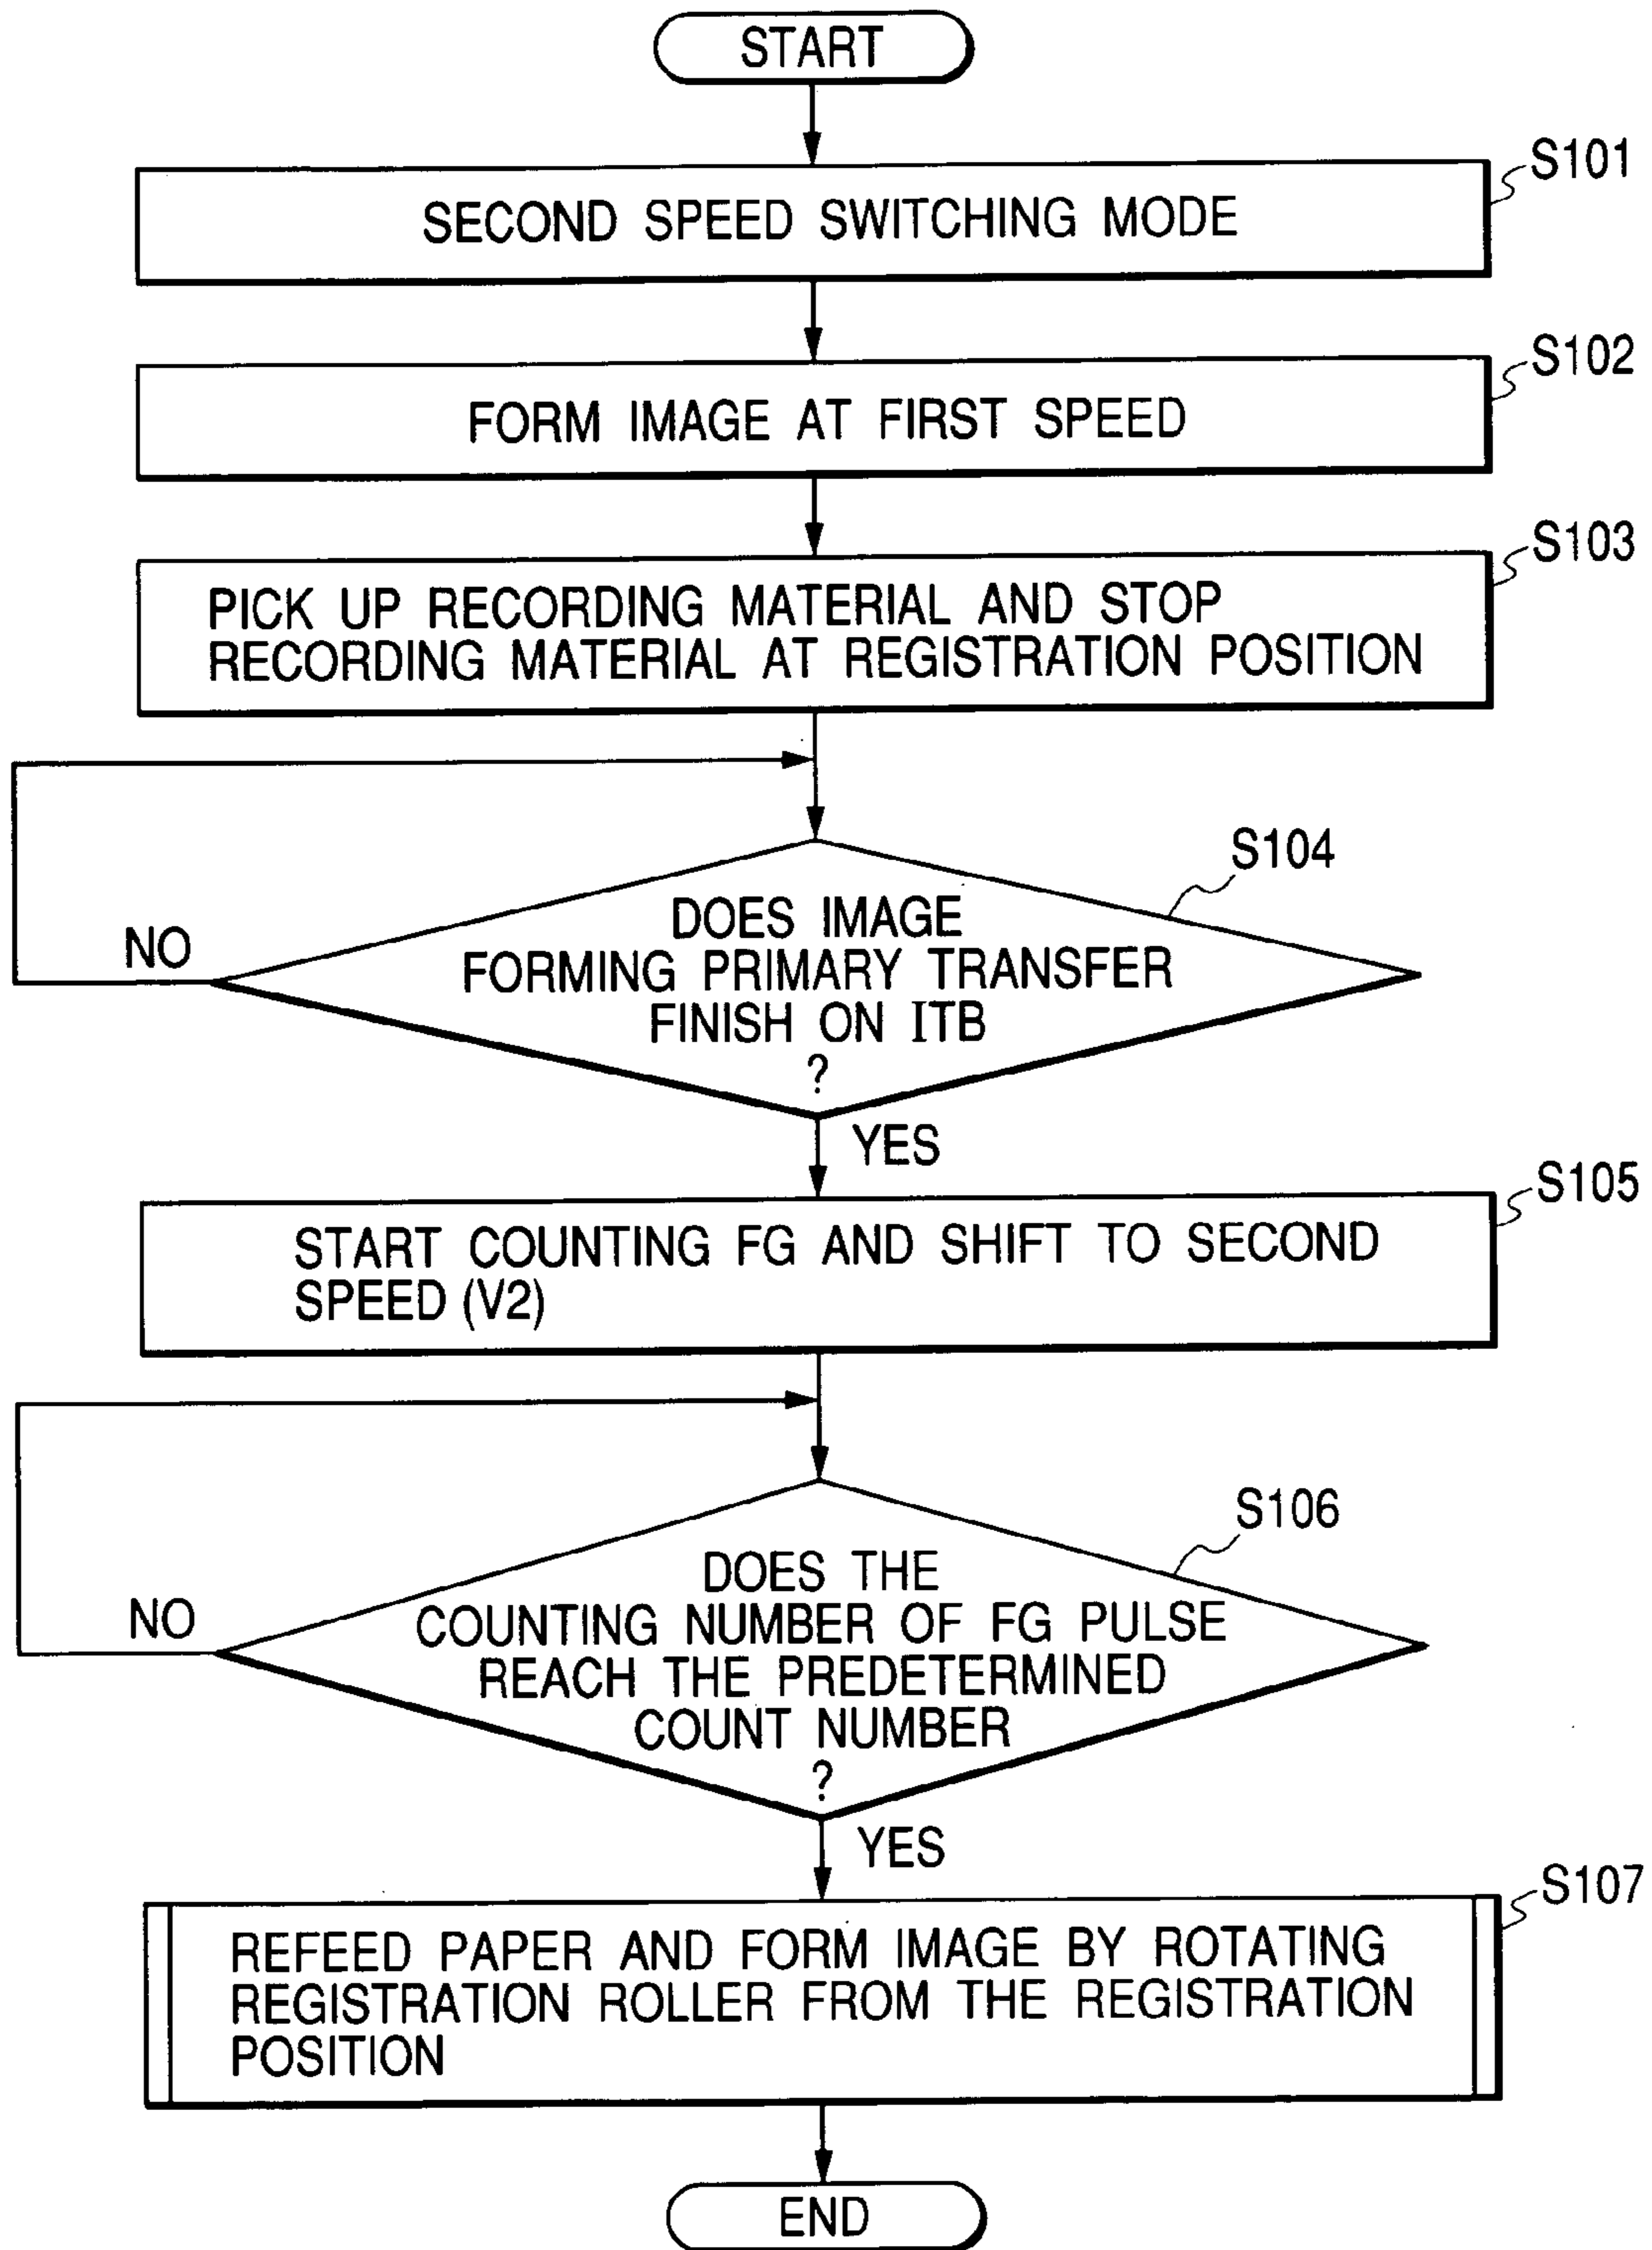 START
S101
SECOND SPEED SWITCHING MODE
S102
FORM IMAGE AT FIRST SPEED
S103
PICK UP RECORDING MATERIAL AND STOP
RECORDING MATERIAL AT REGISTRATION POSITION
S104
DOES IMAGE
FORMING PRIMARY TRANSFER
FINISH ON ITB
?
NO
YES
S105
START COUNTING FG AND SHIFT TO SECOND
SPEED (V2)
S106
DOES THE
COUNTING NUMBER OF FG PULSE
REACH THE PREDETERMINED
COUNT NUMBER
?
NO
YES
S107
REFEED PAPER AND FORM IMAGE BY ROTATING
REGISTRATION ROLLER FROM THE REGISTRATION
POSITION
END